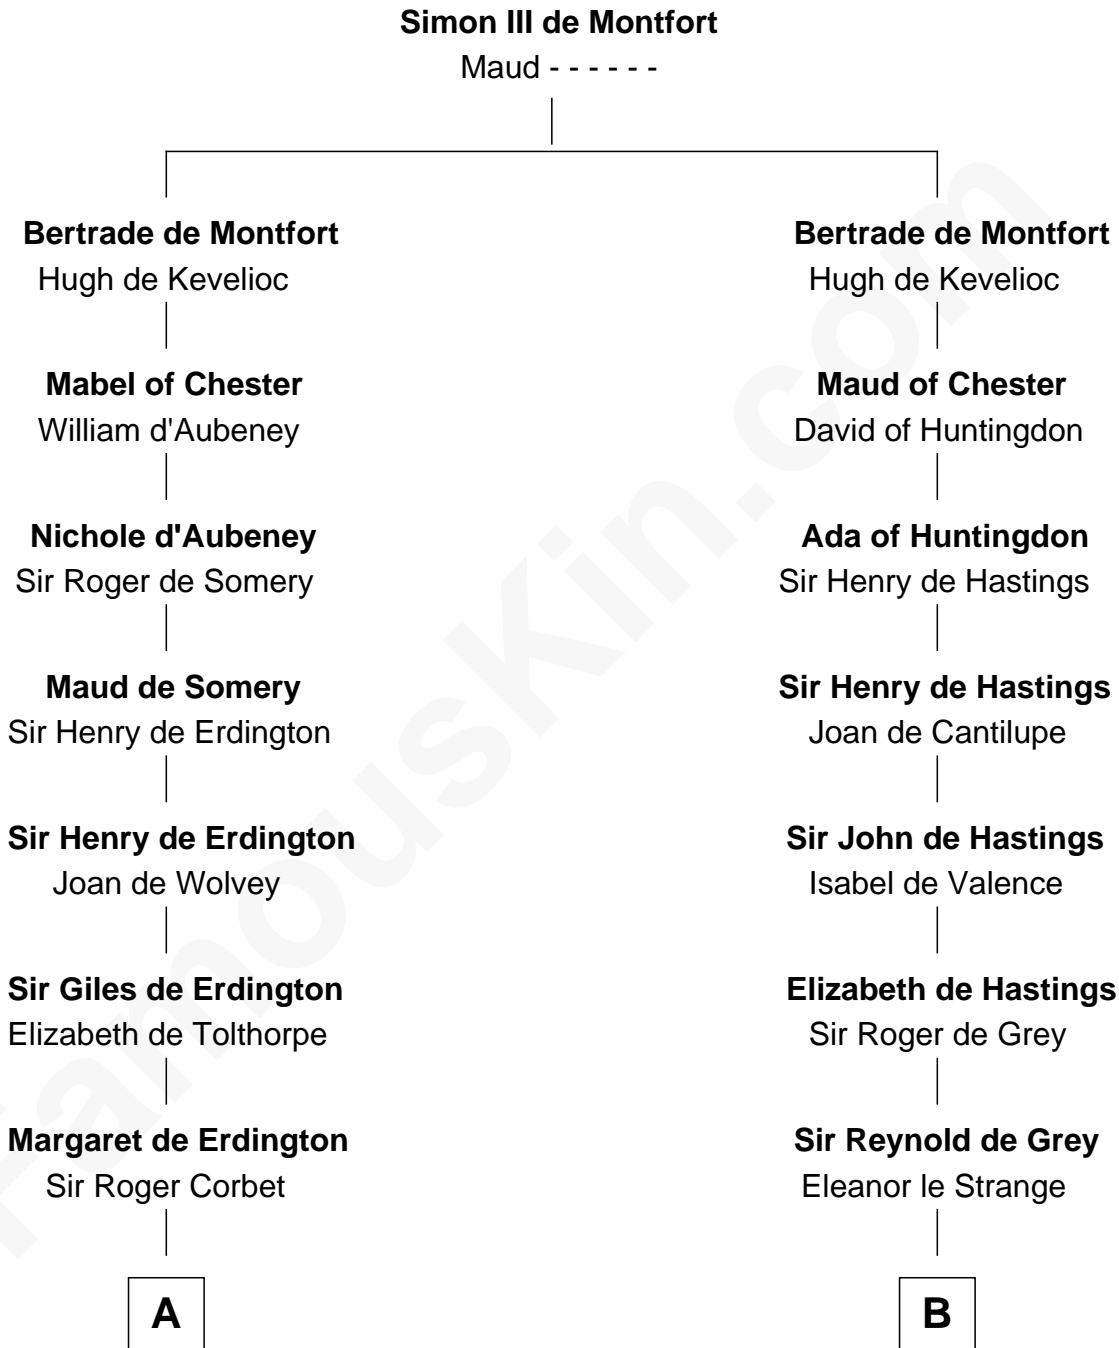 Simon III de Montfort
Maud - - - - - -
Bertrade de Montfort
Hugh de Kevelioc
Mabel of Chester
William d'Aubeney
Nichole d'Aubeney
Sir Roger de Somery
Maud de Somery
Sir Henry de Erdington
Sir Henry de Erdington
Joan de Wolvey
Sir Giles de Erdington
Elizabeth de Tolthorpe
Margaret de Erdington
Sir Roger Corbet
A
Bertrade de Montfort
Hugh de Kevelioc
Maud of Chester
David of Huntingdon
Ada of Huntingdon
Sir Henry de Hastings
Sir Henry de Hastings
Joan de Cantilupe
Sir John de Hastings
Isabel de Valence
Elizabeth de Hastings
Sir Roger de Grey
Sir Reynold de Grey
Eleanor le Strange
B
FamousKin.com